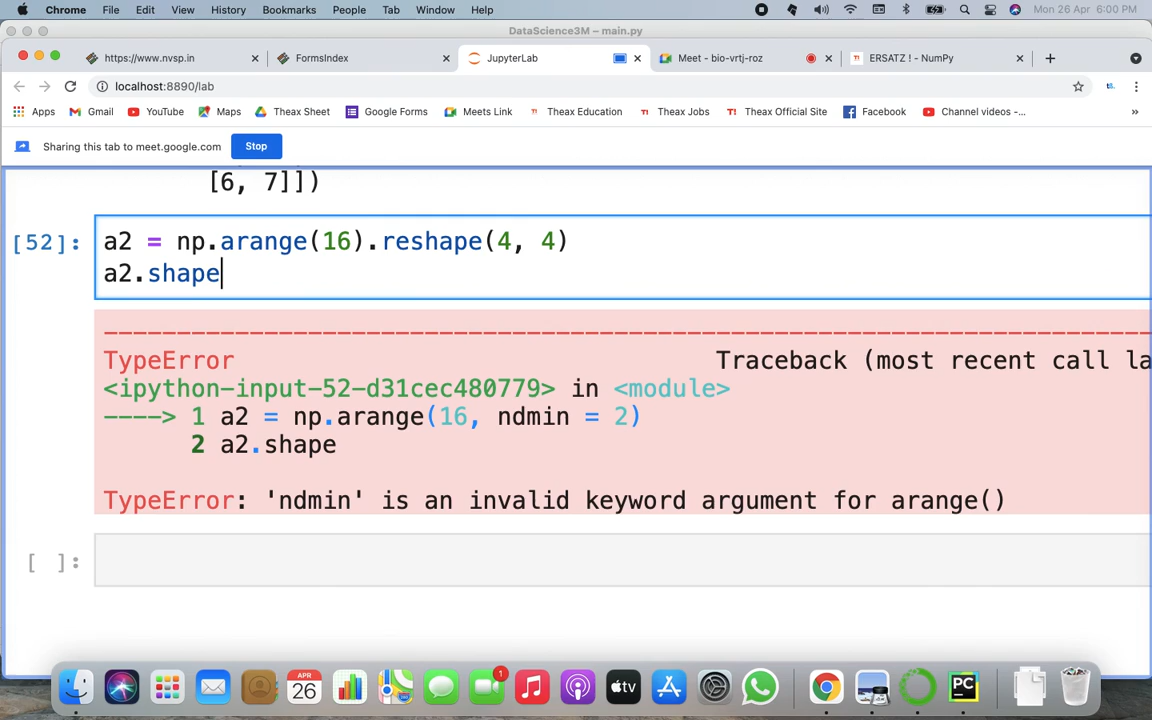 Chrome File Edit View History Bookmarks People Tab Window Help Mon 26 Apr 6:00 PM
DataScience3M – main.py
https://www.nvsp.in FormsIndex JupyterLab Meet - bio-vrtj-roz ERSATZ ! - NumPy
localhost:8890/lab
Apps Gmail YouTube Maps Theax Sheet Google Forms Meets Link Theax Education Theax Jobs Theax Official Site Facebook Channel videos -... »
Sharing this tab to meet.google.com Stop
[6, 7]])
[52]: a2 = np.arange(16).reshape(4, 4)
a2.shape
TypeError Traceback (most recent call la
<ipython-input-52-d31cec480779> in <module>
----> 1 a2 = np.arange(16, ndmin = 2)
2 a2.shape
TypeError: 'ndmin' is an invalid keyword argument for arange()
[ ]:
APR 1 tv PC
26